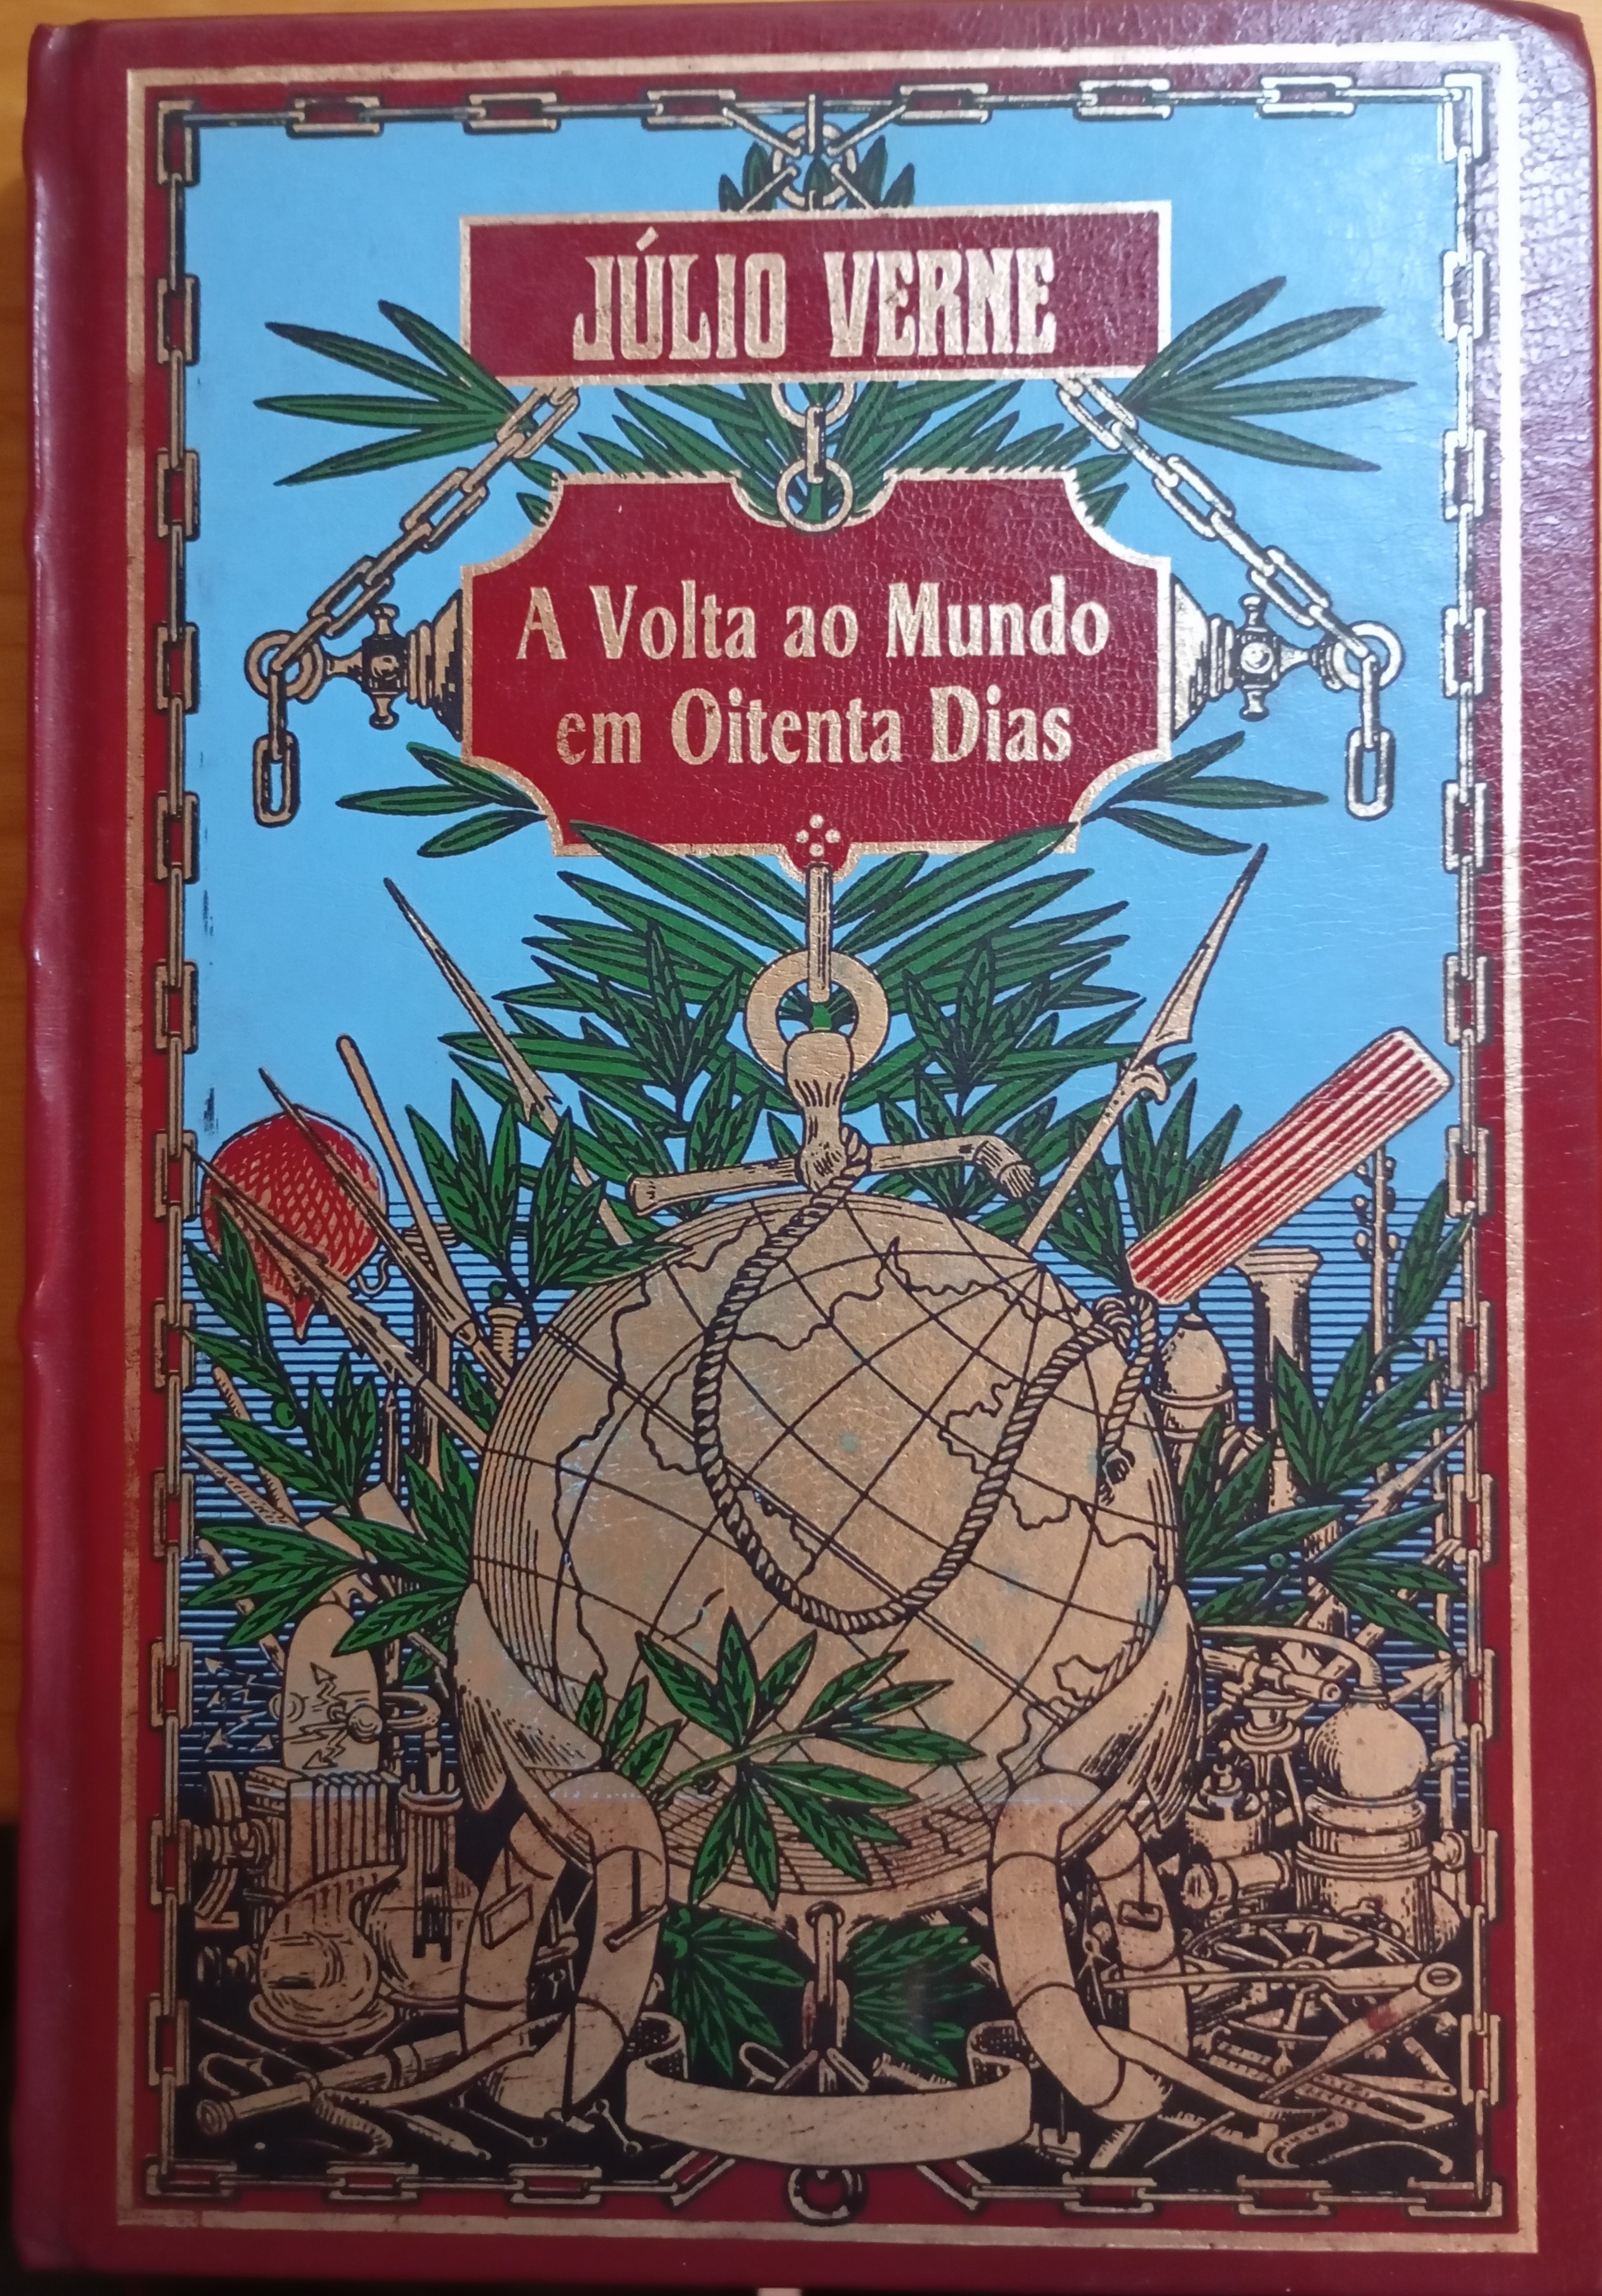 JÚLIO VERNE
A Volta ao Mundo
em Oitenta Dias